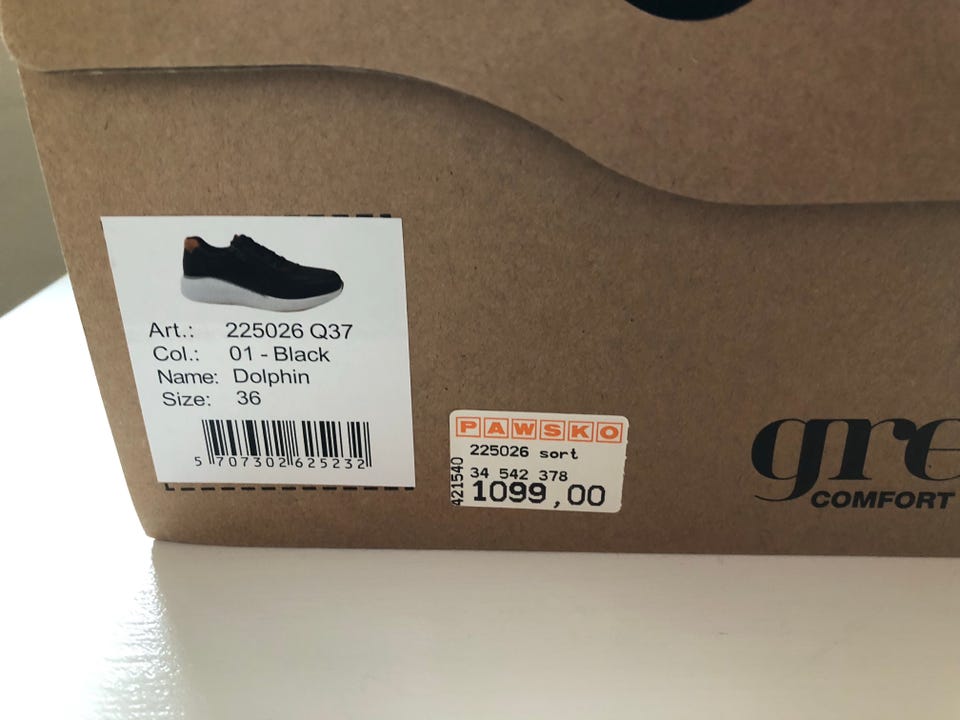 Art.: 225026 Q37
Col.: 01 - Black
Name: Dolphin
Size: 36
5 707302 625232
PAWSKO
225026 sort
34 542 378
421540
1099,00
gre
COMFORT